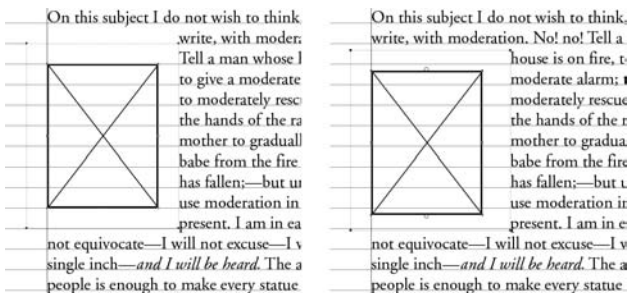 On this subject I do not wish to think,
write, with modera
Tell a man whose
to give a moderate
to moderately resc
the hands of the ra
mother to graduall
babe from the fire
has fallen;—but un
use moderation in
present. I am in ea
not equivocate—I will not excuse—I
single inch—and I will be heard. The a
people is enough to make every statue
On this subject I do not wish to think,
write, with moderation. No! no! Tell a
house is on fire, t
moderate alarm;
moderately rescue
the hands of the
mother to gradua
babe from the fire
has fallen;—but
use moderation in
present. I am in e
not equivocate—I will not excuse—I
single inch—and I will be heard. The a
people is enough to make every statue